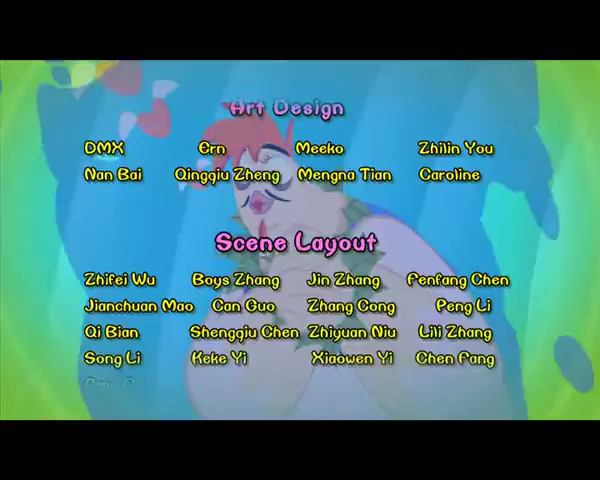 Art Design
DMX Ern Meeko Zhilin You
Nan Bai Qingqiu Zheng Mengna Tian Caroline
Scene Layout
Zhifei Wu Boys Zhang Jin Zhang Fenfang Chen
Jianchuan Mao Can Guo Zhang Cong Peng Li
Qi Bian Shengqiu Chen Zhiyuan Niu Lili Zhang
Song Li Keke Yi Xiaowen Yi Chen Fang